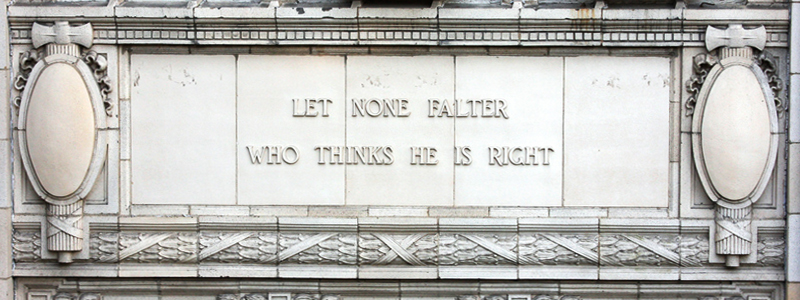 LET NONE FALTER
WHO THINKS HE IS RIGHT